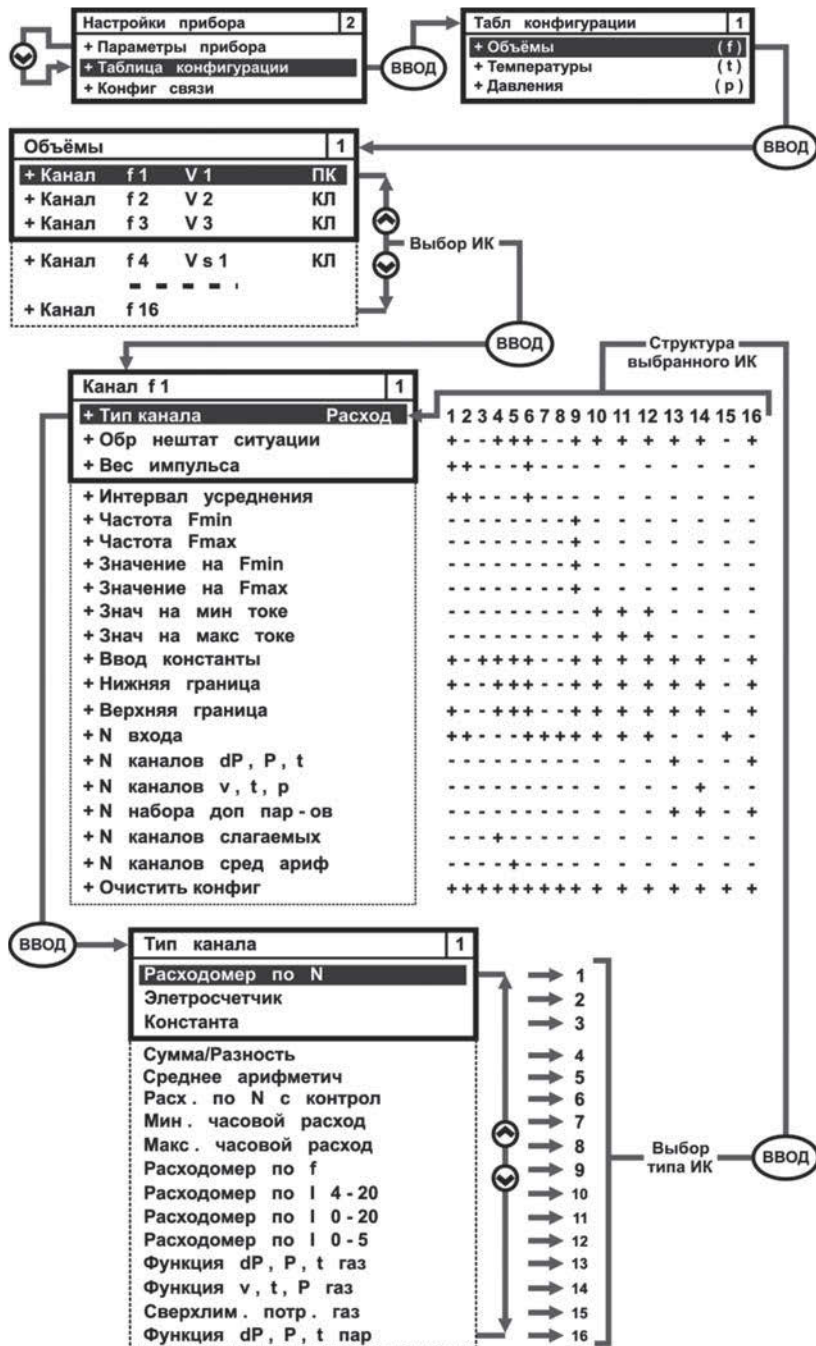 Настройки прибора 2
+ Параметры прибора
+ Таблица конфигурации
+ Конфиг связи
ВВОД
Табл конфигурации 1
+ Объёмы (f)
+ Температуры (t)
+ Давления (p)
ВВОД
Объёмы 1
+ Канал f 1 V 1 ПК
+ Канал f 2 V 2 КЛ
+ Канал f 3 V 3 КЛ
+ Канал f 4 V s 1 КЛ
+ Канал f 16
Выбор ИК
ВВОД
Структура
выбранного ИК
Канал f 1 1
+ Тип канала Расход 1 2 3 4 5 6 7 8 9 10 11 12 13 14 15 16
+ Обр нештат ситуации + - - + + + - - + + + + + + - +
+ Вес импульса + + - - - + - - - - - - - - - -
+ Интервал усреднения + + - - - + - - - - - - - - - -
+ Частота Fmin - - - - - - - - + - - - - - - -
+ Частота Fmax - - - - - - - - + - - - - - - -
+ Значение на Fmin - - - - - - - - + - - - - - - -
+ Значение на Fmax - - - - - - - - + - - - - - - -
+ Знач на мин токе - - - - - - - - - + + + - - - -
+ Знач на макс токе - - - - - - - - - + + + - - - -
+ Ввод константы + - + + + + - - + + + + + + - +
+ Нижняя граница + - - + + + - - + + + + + + - +
+ Верхняя граница + - - + + + - - + + + + + + - +
+ N входа + + - - - + + + + + + + - - + -
+ N каналов dP , P , t - - - - - - - - - - - - + - - +
+ N каналов v , t , p - - - - - - - - - - - - - + - -
+ N набора доп пар - ов - - - - - - - - - - - - + + - +
+ N каналов слагаемых - - - + - - - - - - - - - - - -
+ N каналов сред ариф - - - - + - - - - - - - - - - -
+ Очистить конфиг + + + + + + + + + + + + + + + +
ВВОД
Тип канала 1
Расходомер по N 1
Элетросчетчик 2
Константа 3
Сумма/Разность 4
Среднее арифметич 5
Расх . по N с контрол 6
Мин . часовой расход 7
Макс . часовой расход 8
Расходомер по f 9
Расходомер по I 4 - 20 10
Расходомер по I 0 - 20 11
Расходомер по I 0 - 5 12
Функция dP , P , t газ 13
Функция v , t , P газ 14
Сверхлим . потр . газ 15
Функция dP , P , t пар 16
Выбор
типа ИК
ВВОД